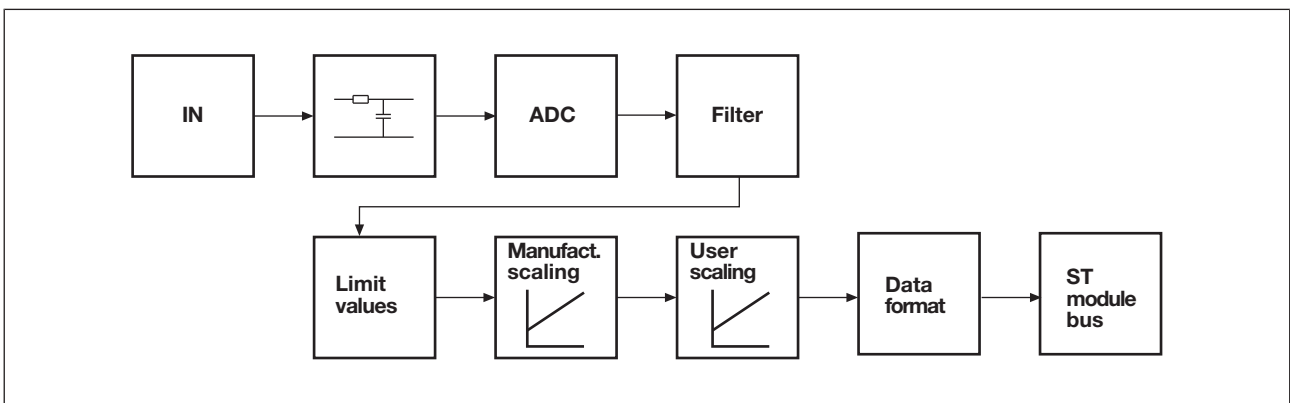 IN
ADC
Filter
Limit
values
Manufact.
scaling
User
scaling
Data
format
ST
module
bus